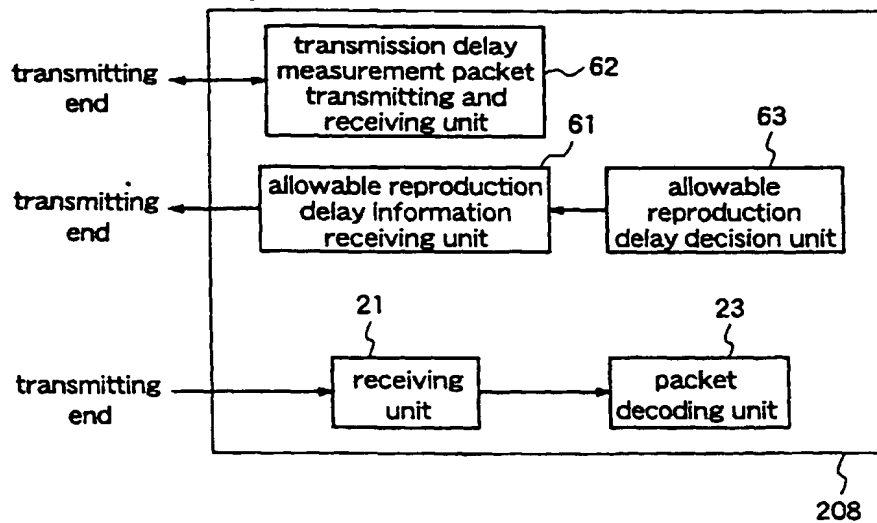 transmitting
end
transmission delay
measurement packet
transmitting and
receiving unit
62
61
63
transmitting
end
allowable reproduction
delay information
receiving unit
allowable
reproduction
delay decision unit
21
23
transmitting
end
receiving
unit
packet
decoding unit
208